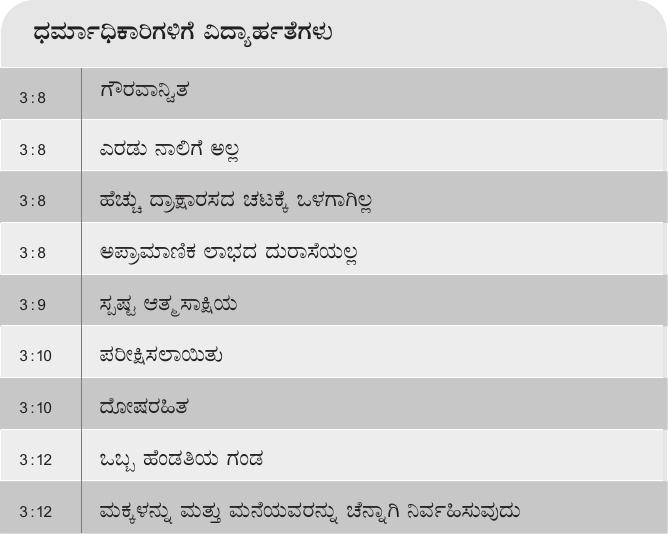 ಧರ್ಮಾಧಿಕಾರಿಗಳಿಗೆ ವಿದ್ಯಾರ್ಹತೆಗಳು
3:8 ಗೌರವಾನ್ವಿತ
3:8 ಎರಡು ನಾಲಿಗೆ ಅಲ್ಲ
3:8 ಹೆಚ್ಚು ದ್ರಾಕ್ಷಾರಸದ ಚಟಕ್ಕೆ ಒಳಗಾಗಿಲ್ಲ
3:8 ಅಪ್ರಾಮಾಣಿಕ ಲಾಭದ ದುರಾಸೆಯಲ್ಲ
3:9 ಸ್ಪಷ್ಟ ಆತ್ಮಸಾಕ್ಷಿಯ
3:10 ಪರೀಕ್ಷಿಸಲಾಯಿತು
3:10 ದೋಷರಹಿತ
3:12 ಒಬ್ಬ ಹೆಂಡತಿಯ ಗಂಡ
3:12 ಮಕ್ಕಳನ್ನು ಮತ್ತು ಮನೆಯವರನ್ನು ಚೆನ್ನಾಗಿ ನಿರ್ವಹಿಸುವುದು